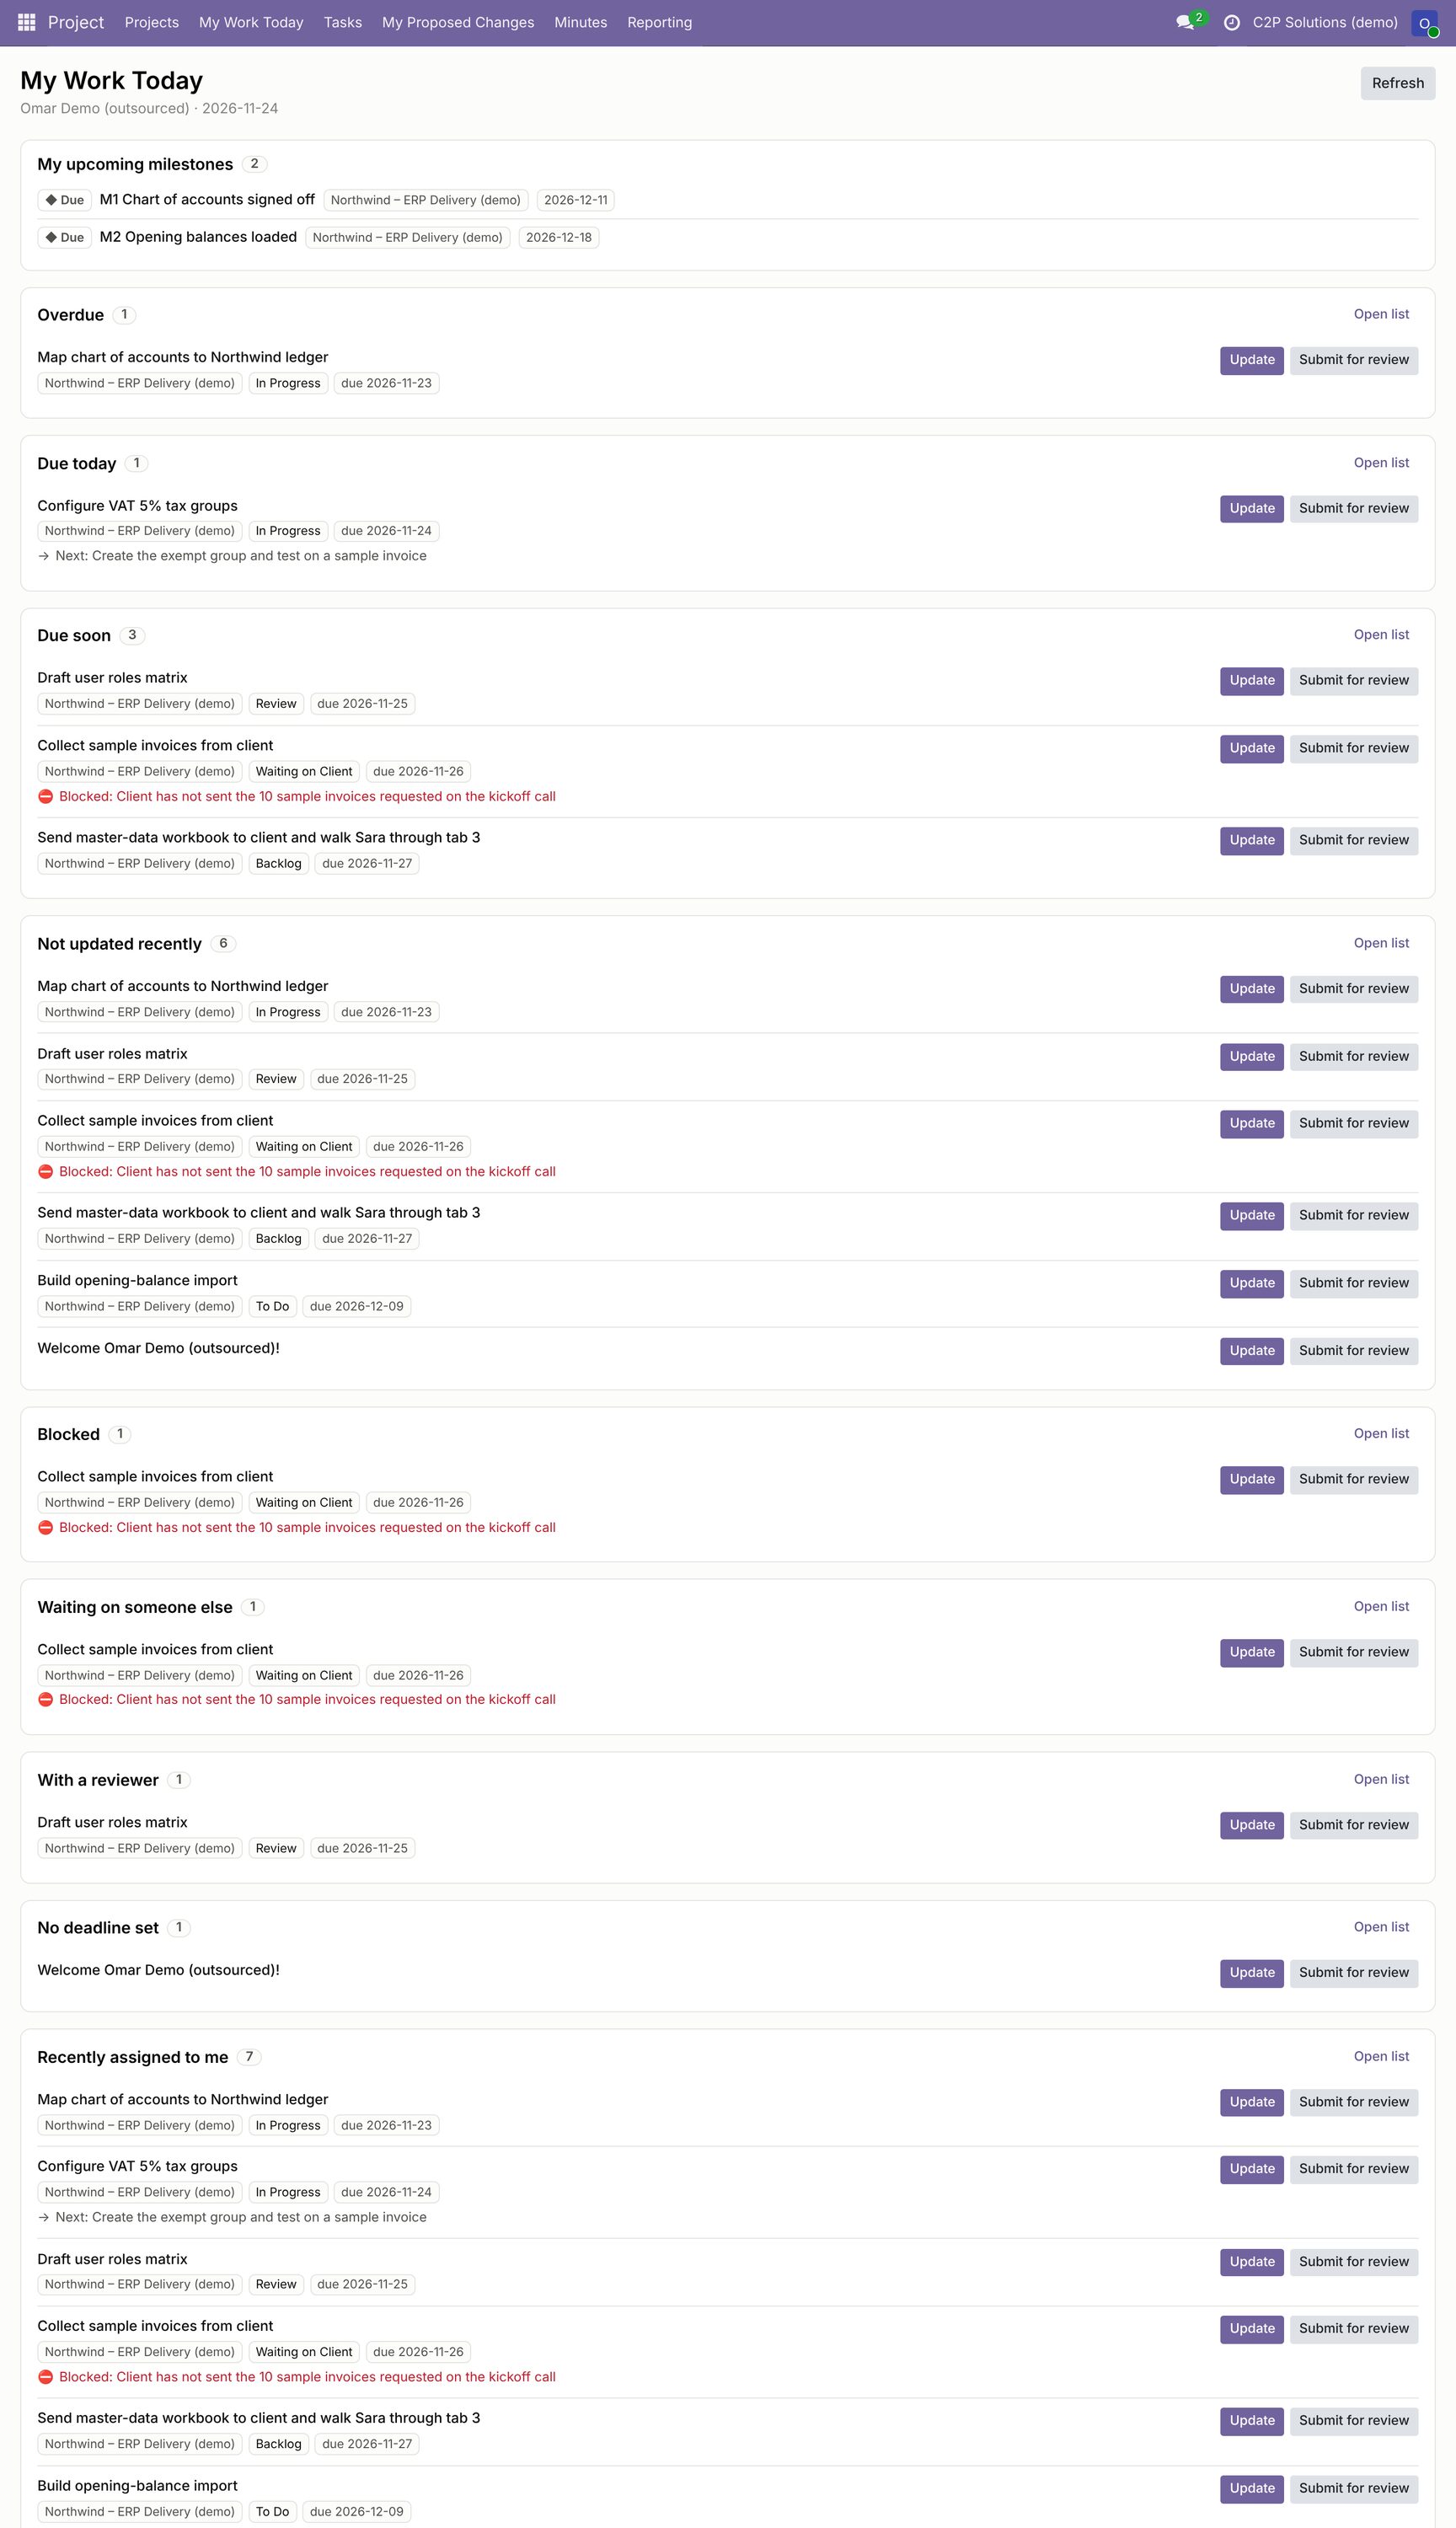 Project Projects My Work Today Tasks My Proposed Changes Minutes Reporting 2 C2P Solutions (demo) O
My Work Today Refresh
Omar Demo (outsourced) · 2026-11-24
My upcoming milestones 2
◆ Due M1 Chart of accounts signed off Northwind – ERP Delivery (demo) 2026-12-11
◆ Due M2 Opening balances loaded Northwind – ERP Delivery (demo) 2026-12-18
Overdue 1 Open list
Map chart of accounts to Northwind ledger Update Submit for review
Northwind – ERP Delivery (demo) In Progress due 2026-11-23
Due today 1 Open list
Configure VAT 5% tax groups Update Submit for review
Northwind – ERP Delivery (demo) In Progress due 2026-11-24
→ Next: Create the exempt group and test on a sample invoice
Due soon 3 Open list
Draft user roles matrix Update Submit for review
Northwind – ERP Delivery (demo) Review due 2026-11-25
Collect sample invoices from client Update Submit for review
Northwind – ERP Delivery (demo) Waiting on Client due 2026-11-26
⛔ Blocked: Client has not sent the 10 sample invoices requested on the kickoff call
Send master-data workbook to client and walk Sara through tab 3 Update Submit for review
Northwind – ERP Delivery (demo) Backlog due 2026-11-27
Not updated recently 6 Open list
Map chart of accounts to Northwind ledger Update Submit for review
Northwind – ERP Delivery (demo) In Progress due 2026-11-23
Draft user roles matrix Update Submit for review
Northwind – ERP Delivery (demo) Review due 2026-11-25
Collect sample invoices from client Update Submit for review
Northwind – ERP Delivery (demo) Waiting on Client due 2026-11-26
⛔ Blocked: Client has not sent the 10 sample invoices requested on the kickoff call
Send master-data workbook to client and walk Sara through tab 3 Update Submit for review
Northwind – ERP Delivery (demo) Backlog due 2026-11-27
Build opening-balance import Update Submit for review
Northwind – ERP Delivery (demo) To Do due 2026-12-09
Welcome Omar Demo (outsourced)! Update Submit for review
Blocked 1 Open list
Collect sample invoices from client Update Submit for review
Northwind – ERP Delivery (demo) Waiting on Client due 2026-11-26
⛔ Blocked: Client has not sent the 10 sample invoices requested on the kickoff call
Waiting on someone else 1 Open list
Collect sample invoices from client Update Submit for review
Northwind – ERP Delivery (demo) Waiting on Client due 2026-11-26
⛔ Blocked: Client has not sent the 10 sample invoices requested on the kickoff call
With a reviewer 1 Open list
Draft user roles matrix Update Submit for review
Northwind – ERP Delivery (demo) Review due 2026-11-25
No deadline set 1 Open list
Welcome Omar Demo (outsourced)! Update Submit for review
Recently assigned to me 7 Open list
Map chart of accounts to Northwind ledger Update Submit for review
Northwind – ERP Delivery (demo) In Progress due 2026-11-23
Configure VAT 5% tax groups Update Submit for review
Northwind – ERP Delivery (demo) In Progress due 2026-11-24
→ Next: Create the exempt group and test on a sample invoice
Draft user roles matrix Update Submit for review
Northwind – ERP Delivery (demo) Review due 2026-11-25
Collect sample invoices from client Update Submit for review
Northwind – ERP Delivery (demo) Waiting on Client due 2026-11-26
⛔ Blocked: Client has not sent the 10 sample invoices requested on the kickoff call
Send master-data workbook to client and walk Sara through tab 3 Update Submit for review
Northwind – ERP Delivery (demo) Backlog due 2026-11-27
Build opening-balance import Update Submit for review
Northwind – ERP Delivery (demo) To Do due 2026-12-09